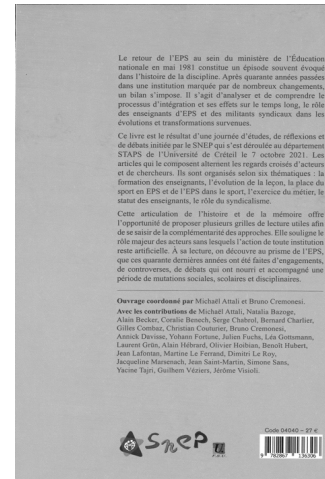 Le retour de l'EPS au sein du ministère de l'Éducation
nationale en mai 1981 constitue un épisode souvent évoqué
dans l'histoire de la discipline. Après quarante années passées
dans une institution marquée par de nombreux changements,
un bilan s'impose. Il s'agit d'analyser et de comprendre le
processus d'intégration et ses effets sur le temps long, le rôle
des enseignants d'EPS et des militants syndicaux dans les
évolutions et transformations survenues.
Ce livre est le résultat d'une journée d'études, de réflexions et
de débats initiée par le SNEP qui s'est déroulée au département
STAPS de l'Université de Créteil le 7 octobre 2021. Les
articles qui le composent alternent les regards croisés d'acteurs
et de chercheurs. Ils sont organisés selon six thématiques : la
formation des enseignants, l'évolution de la leçon, la place du
sport en EPS et de l'EPS dans le sport, l'exercice du métier, le
statut des enseignants, le rôle du syndicalisme.
Cette articulation de l'histoire et de la mémoire offre
l'opportunité de proposer plusieurs grilles de lecture utiles afin
de se saisir de la complémentarité des approches. Elle souligne le
rôle majeur des acteurs sans lesquels l'action de toute institution
reste artificielle. À sa lecture, on découvre au prisme de l'EPS,
que ces quarante dernières années ont été faites d'engagements,
de controverses, de débats qui ont nourri et accompagné une
période de mutations sociales, scolaires et disciplinaires.
Ouvrage coordonné par Michaël Attali et Bruno Cremonesi.
Avec les contributions de Michaël Attali, Natalia Bazoge,
Alain Becker, Coralie Benech, Serge Chabrol, Bernard Charlier,
Gilles Combaz, Christian Couturier, Bruno Cremonesi,
Annick Davisse, Yohann Fortune, Julien Fuchs, Léa Gottsmann,
Laurent Grün, Alain Hébrard, Olivier Hoibian, Benoît Hubert,
Jean Lafontan, Martine Le Ferrand, Dimitri Le Roy,
Jacqueline Marsenach, Jean Saint-Martin, Simone Sans,
Yacine Tajri, Guilhem Véziers, Jérôme Visioli.
Code 04040 – 27 €
SNEP
9 782867 136306